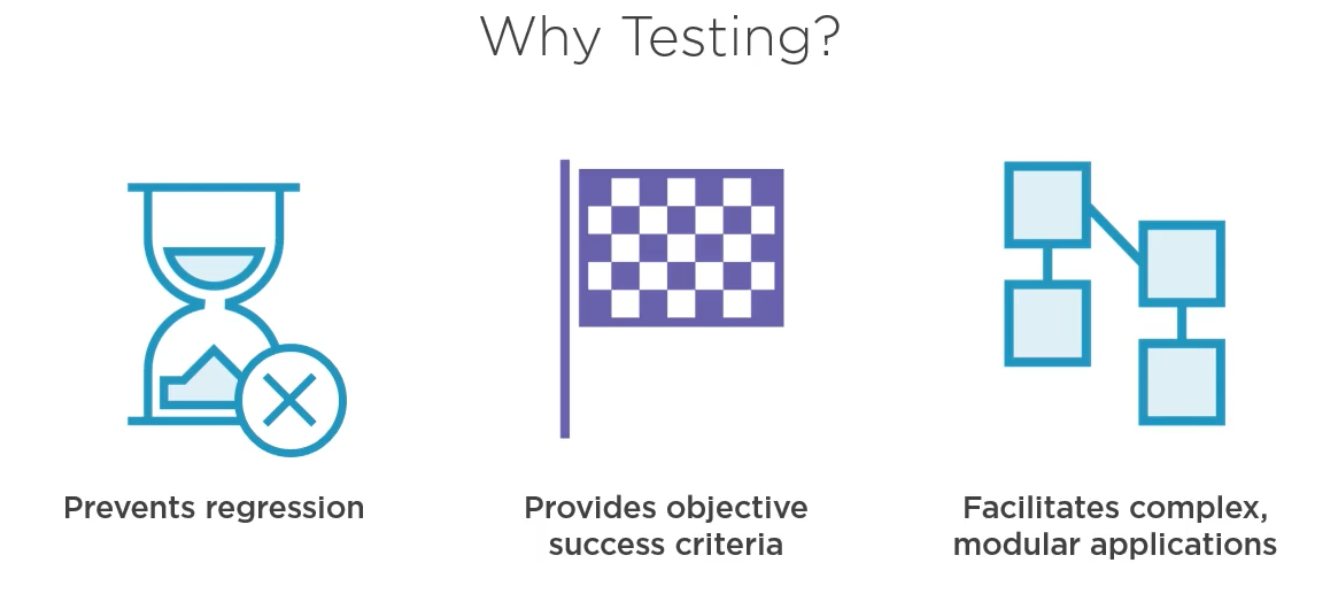 Why Testing?
Prevents regression
Provides objective
success criteria
Facilitates complex,
modular applications